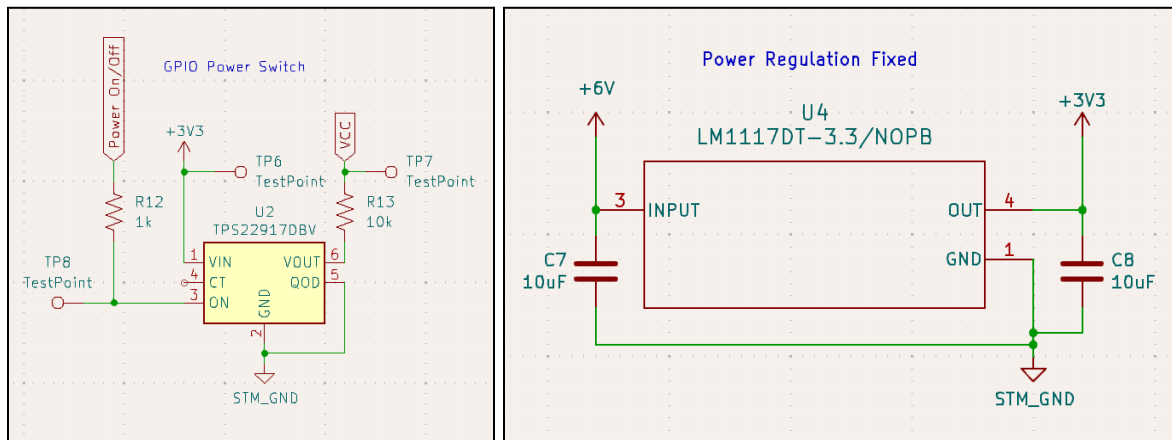 GPIO Power Switch
Power On/Off
+3V3
VCC
TP6
TestPoint
TP7
TestPoint
R12
1k
R13
10k
U2
TPS22917DBV
TP8
TestPoint
1
VIN
VOUT
6
4
CT
QOD
5
3
ON
GND
2
STM_GND
Power Regulation Fixed
+6V
+3V3
U4
LM1117DT-3.3/NOPB
3
INPUT
OUT
4
GND
1
C7
10uF
C8
10uF
STM_GND